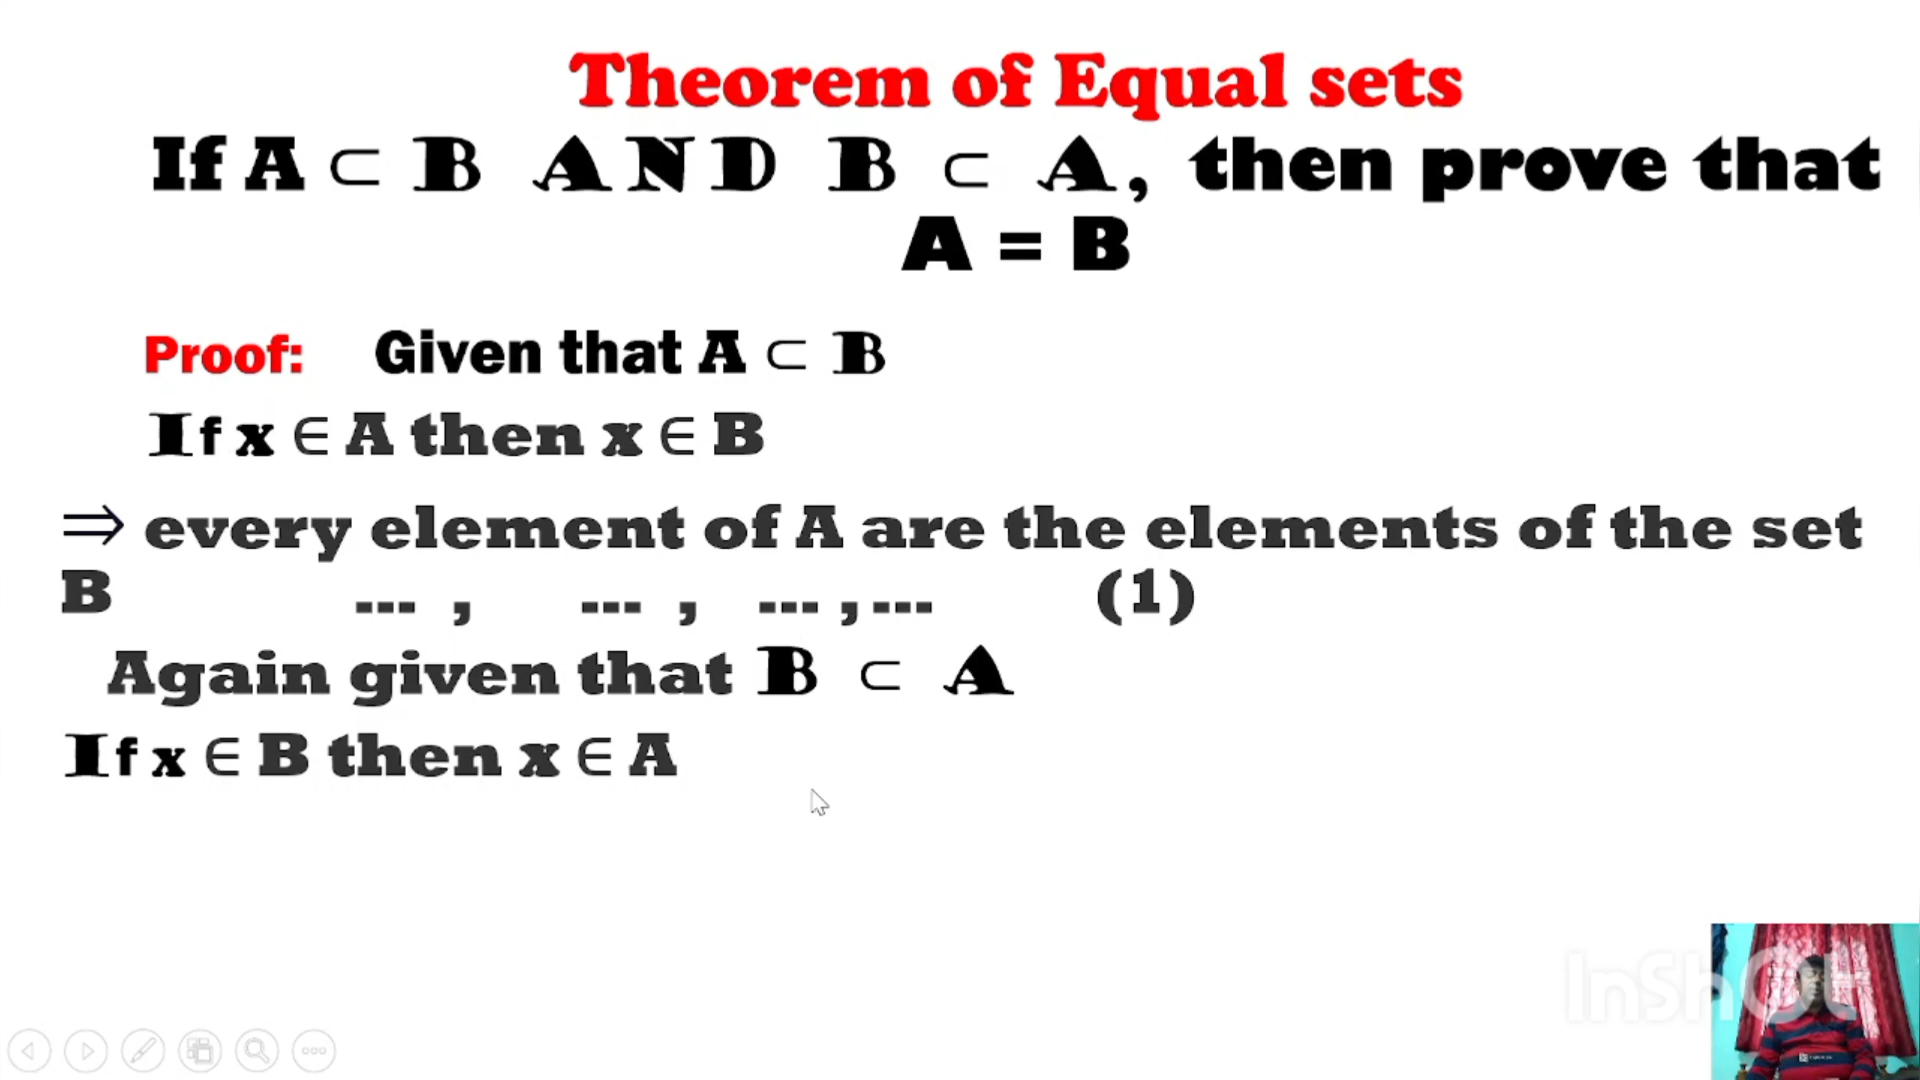 Theorem of Equal sets
If A ⊂ B AND B ⊂ A, then prove that
A = B
Proof: Given that A ⊂ B
If x ∈ A then x ∈ B
⇒ every element of A are the elements of the set
B ... , ... , ... , ... (1)
Again given that B ⊂ A
If x ∈ B then x ∈ A
InShOt